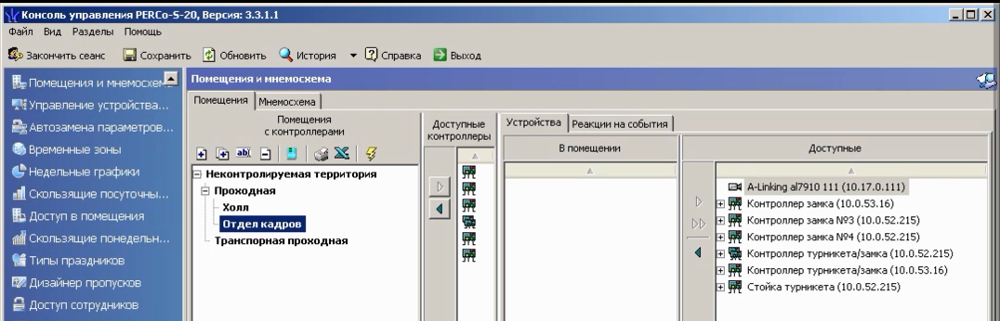 Консоль управления PERCo-S-20, Версия: 3.3.1.1
Файл Вид Разделы Помощь
Закончить сеанс Сохранить Обновить История Справка Выход
Помещения и мнемосхем...
Управление устройства...
Автозамена параметров...
Временные зоны
Недельные графики
Скользящие посуточны...
Доступ в помещения
Скользящие понедельн...
Типы праздников
Дизайнер пропусков
Доступ сотрудников
Помещения и мнемосхема
Помещения Мнемосхема
Помещения
с контроллерами
Неконтролируемая территория
Проходная
Холл
Отдел кадров
Транспорная проходная
Доступные
контроллеры
Устройства Реакции на события
В помещении
Доступные
A-Linking al7910 111 (10.17.0.111)
Контроллер замка (10.0.53.16)
Контроллер замка №3 (10.0.52.215)
Контроллер замка №4 (10.0.52.215)
Контроллер турникета/замка (10.0.52.215)
Контроллер турникета/замка (10.0.53.16)
Стойка турникета (10.0.52.215)